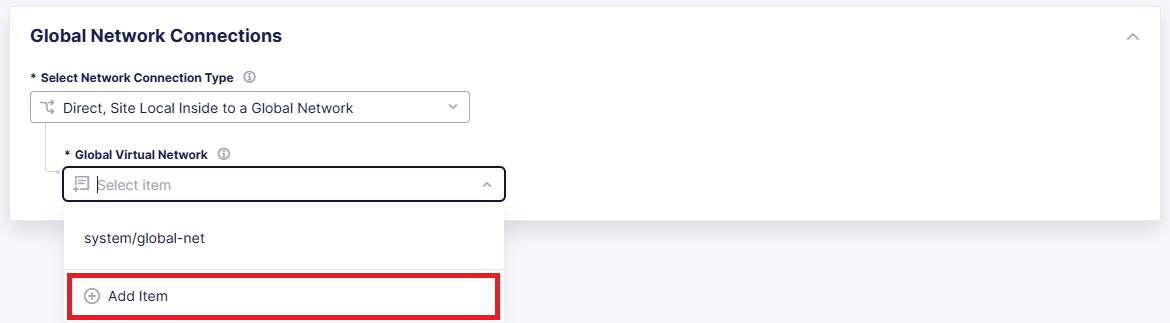 Global Network Connections
* Select Network Connection Type
Direct, Site Local Inside to a Global Network
* Global Virtual Network
Select item
system/global-net
Add Item